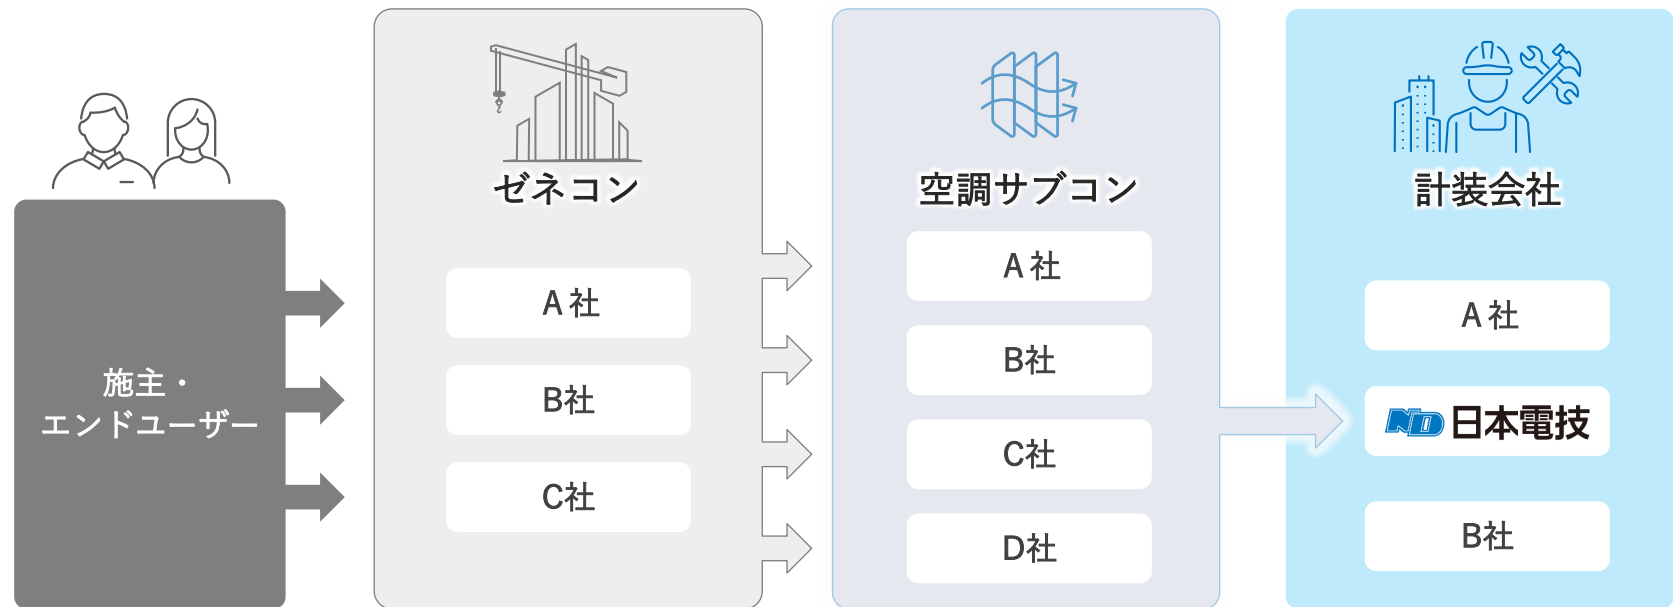 施主・
エンドユーザー
ゼネコン
A社
B社
C社
空調サブコン
A社
B社
C社
D社
計装会社
A社
ND 日本電技
B社